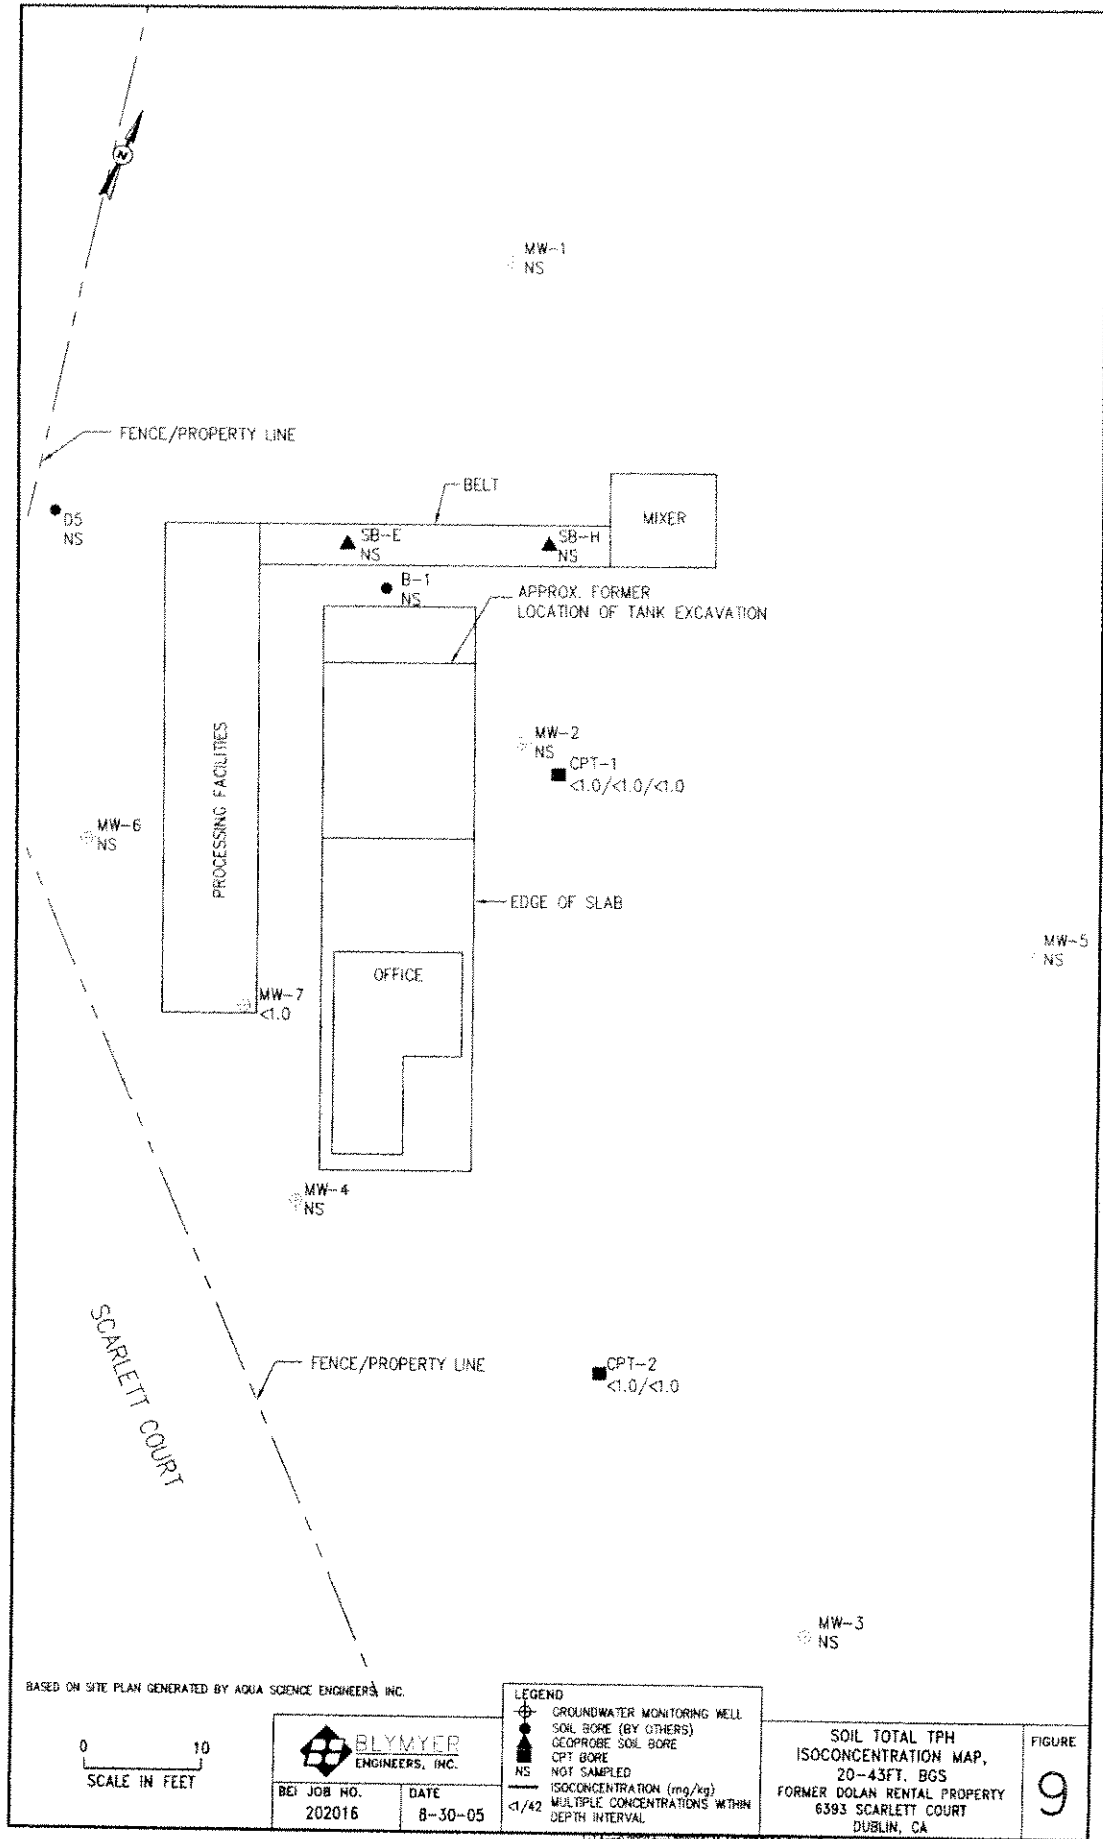 N
MW-1
NS
FENCE/PROPERTY LINE
BELT
MIXER
D5
NS
SB-E
NS
SB-H
NS
B-1
NS
APPROX. FORMER
LOCATION OF TANK EXCAVATION
PROCESSING FACILITIES
MW-2
NS
CPT-1
<1.0/<1.0/<1.0
MW-6
NS
EDGE OF SLAB
MW-5
NS
OFFICE
MW-7
<1.0
MW-4
NS
SCARLETT COURT
FENCE/PROPERTY LINE
CPT-2
<1.0/<1.0
MW-3
NS
BASED ON SITE PLAN GENERATED BY AQUA SCIENCE ENGINEERS, INC.
0 10
SCALE IN FEET
BLYMYER
ENGINEERS, INC.
BEI JOB NO.
202016
DATE
8-30-05
LEGEND
GROUNDWATER MONITORING WELL
SOIL BORE (BY OTHERS)
GEOPROBE SOIL BORE
CPT BORE
NS NOT SAMPLED
ISOCONCENTRATION (mg/kg)
<1/42 MULTIPLE CONCENTRATIONS WITHIN
DEPTH INTERVAL
SOIL TOTAL TPH
ISOCONCENTRATION MAP,
20-43FT. BGS
FORMER DOLAN RENTAL PROPERTY
6393 SCARLETT COURT
DUBLIN, CA
FIGURE
9